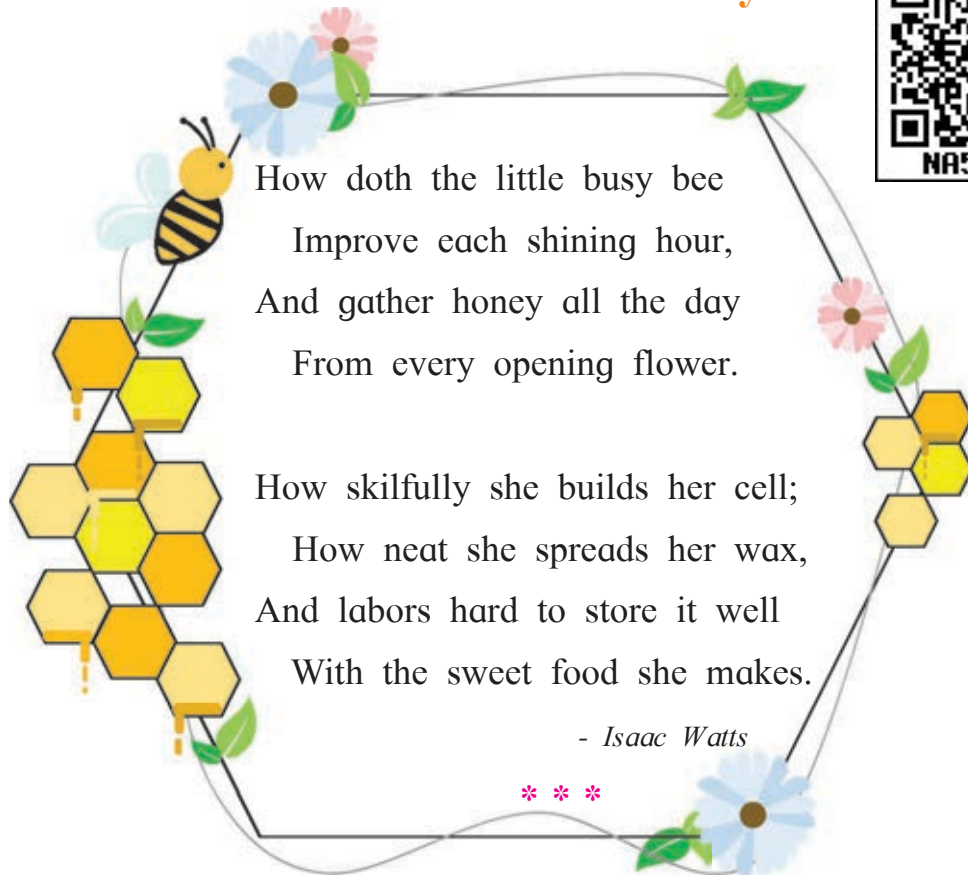 How doth the little busy bee
Improve each shining hour,
And gather honey all the day
From every opening flower.
How skilfully she builds her cell;
How neat she spreads her wax,
And labors hard to store it well
With the sweet food she makes.
- Isaac Watts
* * *